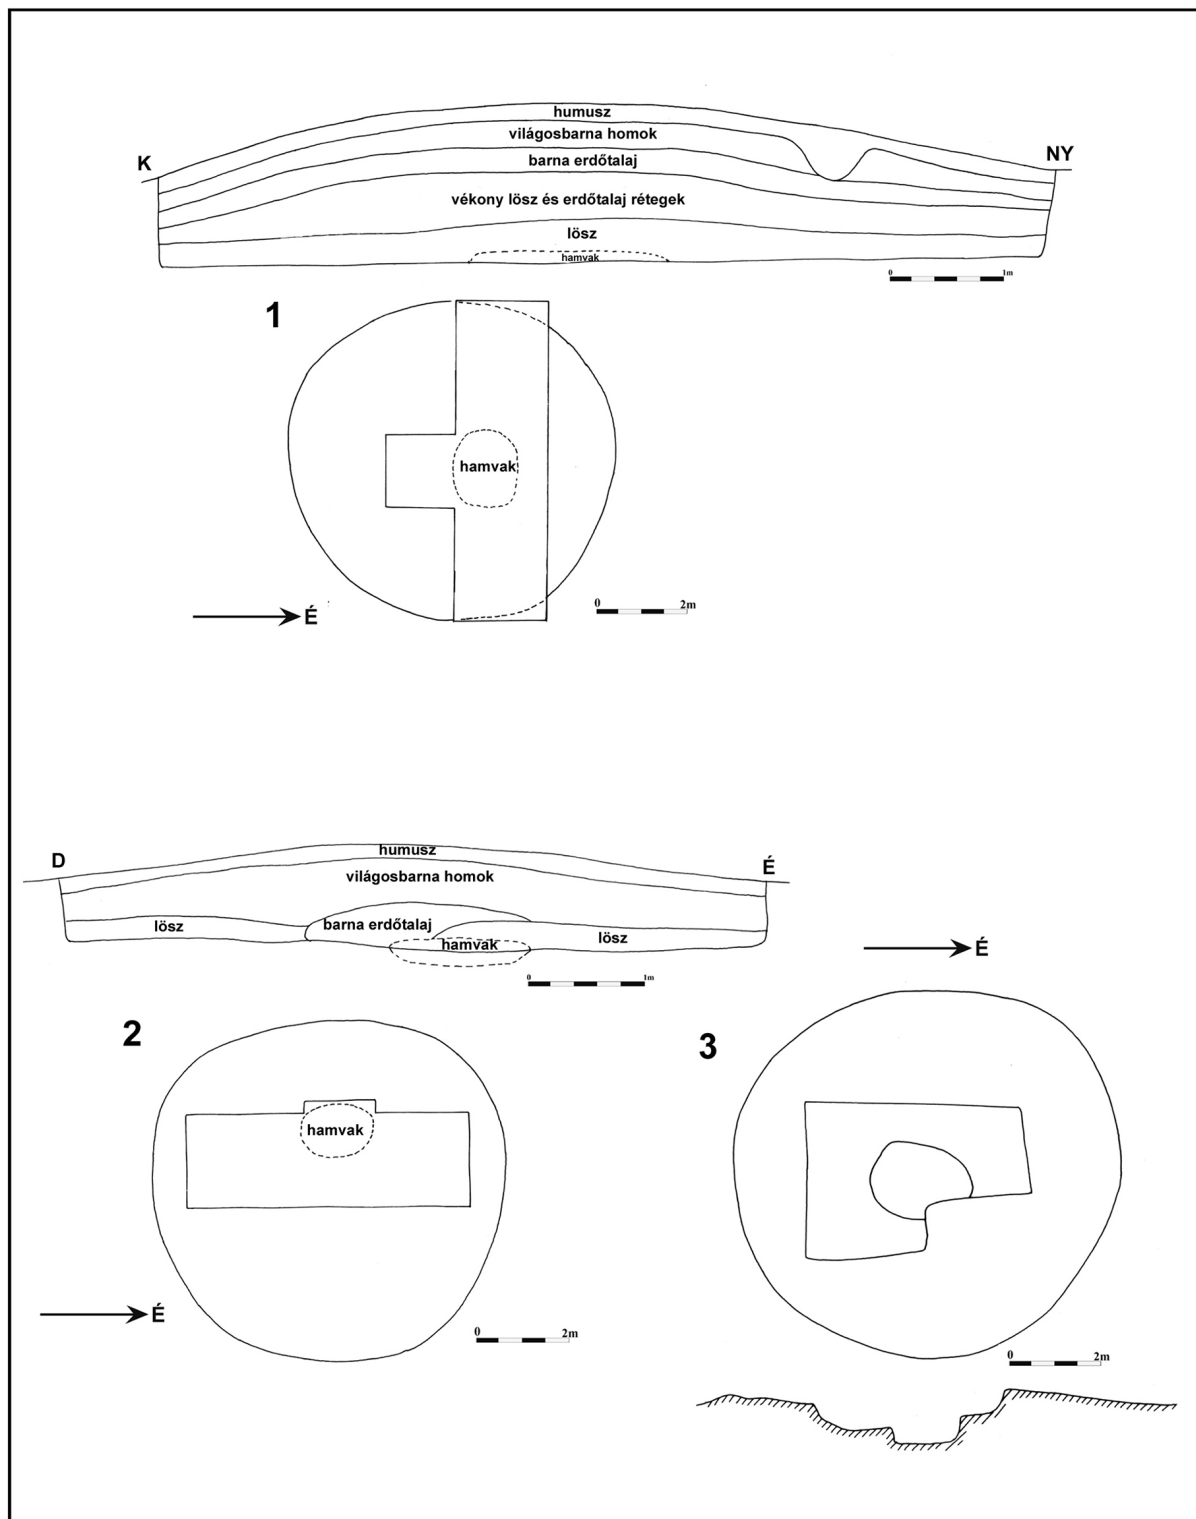 humusz
világosbarna homok
K
NY
barna erdőtalaj
vékony lösz és erdőtalaj rétegek
lösz
hamvak
0 1m
1
hamvak
0 2m
É
humusz
D
É
világosbarna homok
barna erdőtalaj
lösz
lösz
hamvak
É
0 1m
2
3
hamvak
É
0 2m
0 2m